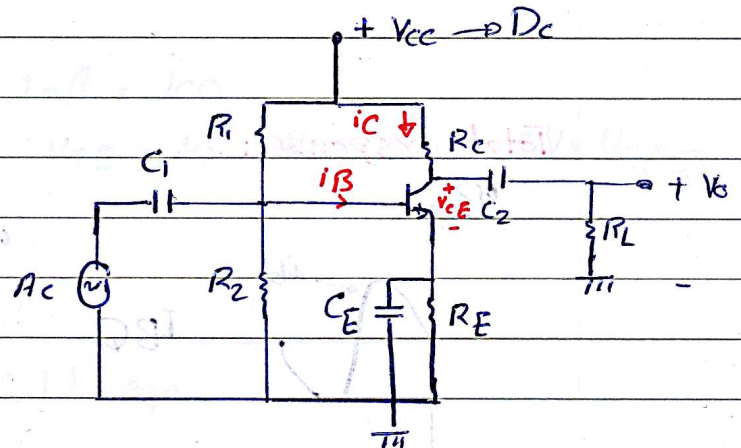 + Vcc → Dc
R1
ic ↓
Rc
C1
iB
+
VCE
-
C2
+ Vo
RL
-
Ac
R2
CE
RE